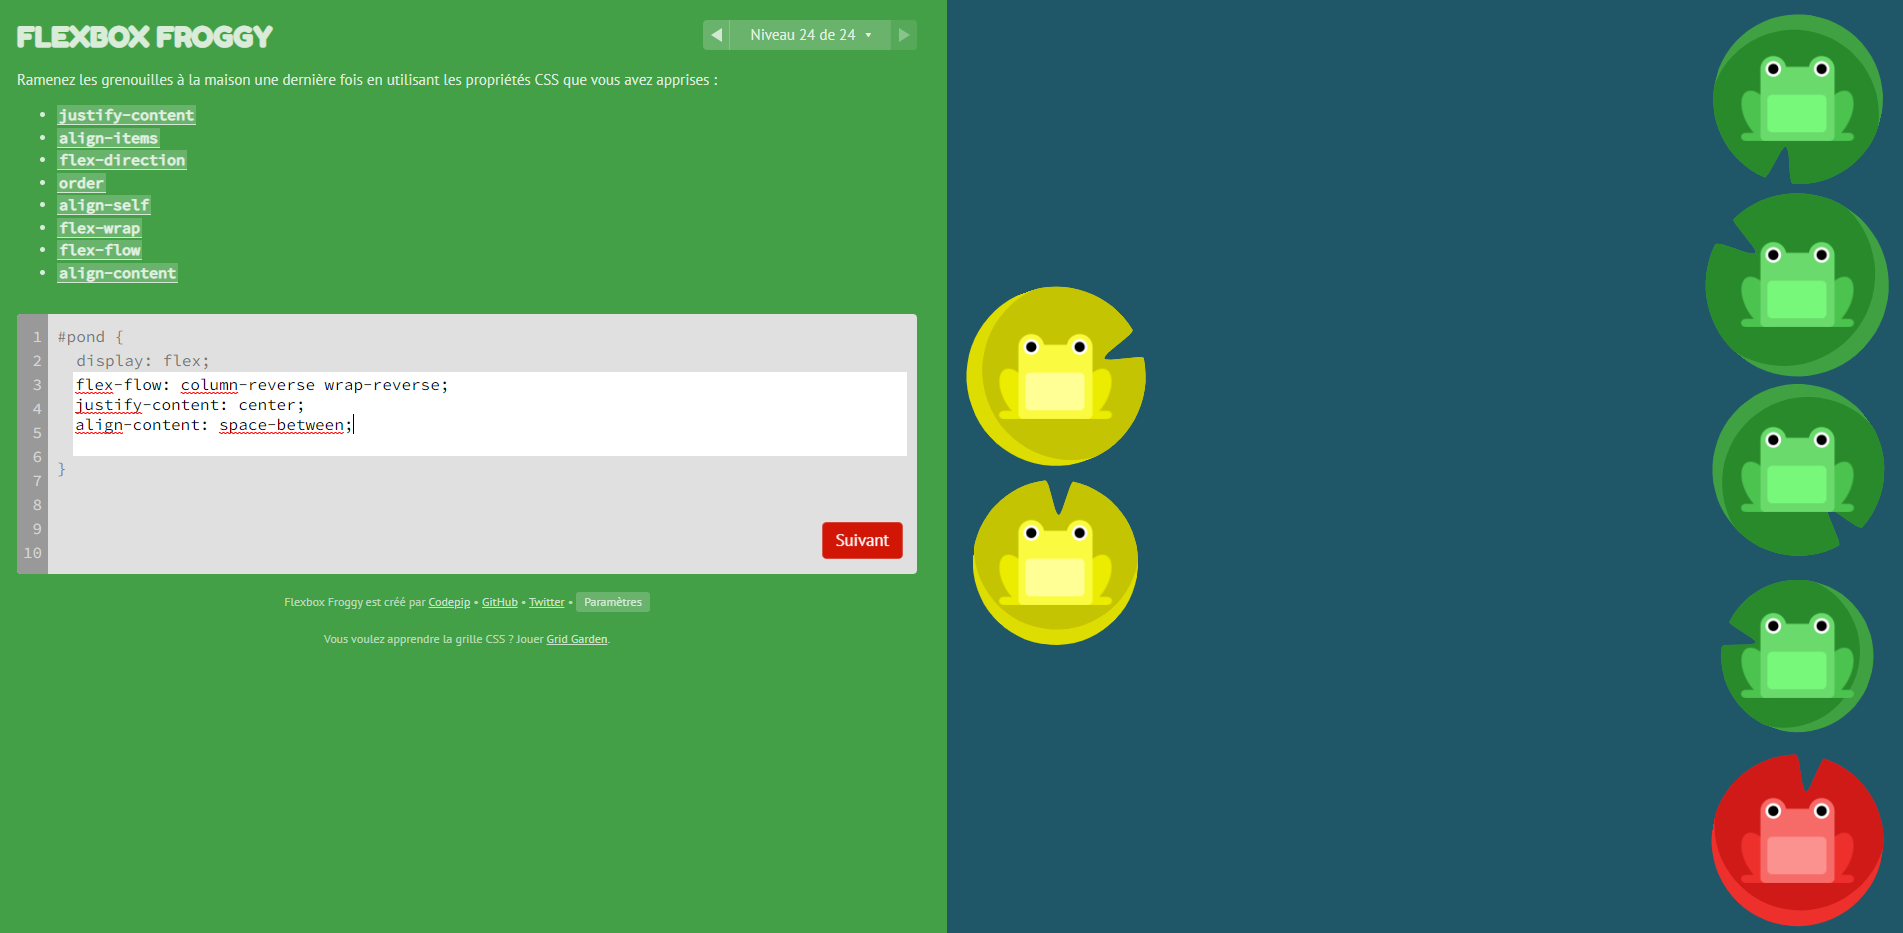 FLEXBOX FROGGY
◀ Niveau 24 de 24 ▾ ▶
Ramenez les grenouilles à la maison une dernière fois en utilisant les propriétés CSS que vous avez apprises :
• justify-content
• align-items
• flex-direction
• order
• align-self
• flex-wrap
• flex-flow
• align-content
1 #pond {
2 display: flex;
3 flex-flow: column-reverse wrap-reverse;
4 justify-content: center;
5 align-content: space-between;
6 }
7
8
9
10
Suivant
Flexbox Froggy est créé par Codepip • GitHub • Twitter • Paramètres
Vous voulez apprendre la grille CSS ? Jouer Grid Garden.